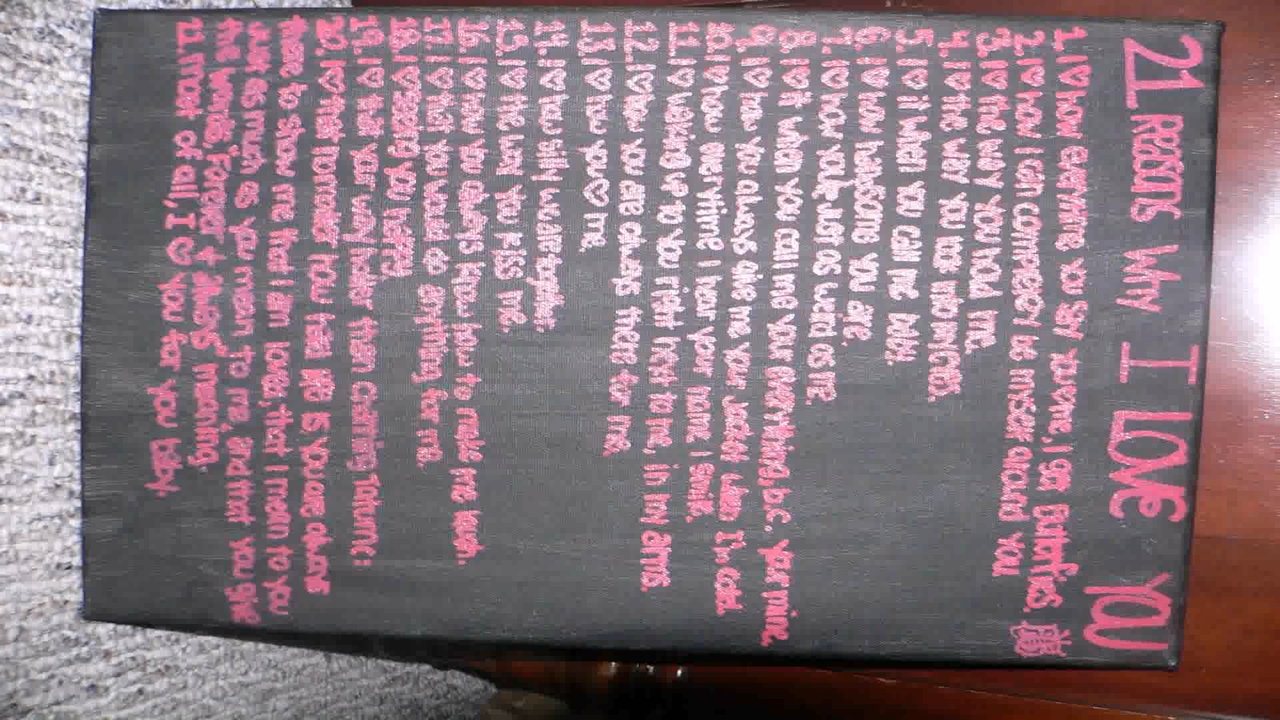 21 Reasons Why I LOVE YOU
1. I ♡ how everytime you say you love me, I get Butterflies.
2. I ♡ how I can completely be myself around you.
3. I ♡ the way you hold me.
4. I ♡ the way you
5. I ♡ it when you call me baby.
6. I ♡ how handsome you are.
7. I ♡ how you're just as weird as me.
8. I ♡ it when you call me your everything, b.c. your mine.
9. I ♡ how you always give me your jacket when I'm cold.
10. I ♡ how everytime I hear your name, I smile.
11. I ♡ waking up to you right next to me, in my arms.
12. I ♡ how you are always there for me.
13. I ♡ how you ♡ me.
14. I ♡ how silly we are together.
15. I ♡ the way you kiss me.
16. I ♡ how you always know how to make me laugh.
17. I ♡ that you would do anything for me.
18. I ♡ seeing you happy
19. I ♡ that your way hotter than Channing Tatum c:
20. I ♡ that no matter how hard life is you are always
there to show me that I am loved, that I mean to you
just as much as you mean to me, and that you give
the words, "Forever & Always" meaning.
21. most of all, I ♡ you for you baby.